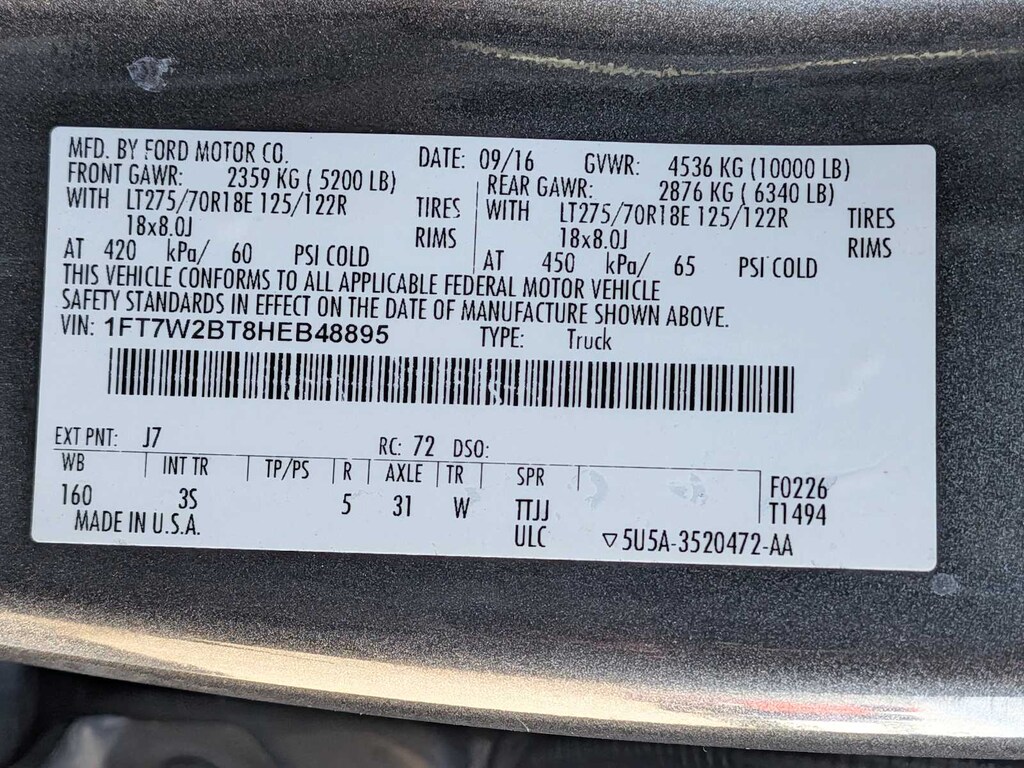 MFD. BY FORD MOTOR CO. DATE: 09/16 GVWR: 4536 KG (10000 LB)
FRONT GAWR: 2359 KG ( 5200 LB) REAR GAWR: 2876 KG ( 6340 LB)
WITH LT275/70R18E 125/122R TIRES WITH LT275/70R18E 125/122R TIRES
18x8.0J RIMS 18x8.0J RIMS
AT 420 kPa/ 60 PSI COLD AT 450 kPa/ 65 PSI COLD
THIS VEHICLE CONFORMS TO ALL APPLICABLE FEDERAL MOTOR VEHICLE
SAFETY STANDARDS IN EFFECT ON THE DATE OF MANUFACTURE SHOWN ABOVE.
VIN: 1FT7W2BT8HEB48895 TYPE: Truck
EXT PNT: J7 RC: 72 DSO:
WB INT TR TP/PS R AXLE TR SPR F0226
160 3S 5 31 W TTJJ T1494
MADE IN U.S.A. ULC ▽5U5A-3520472-AA